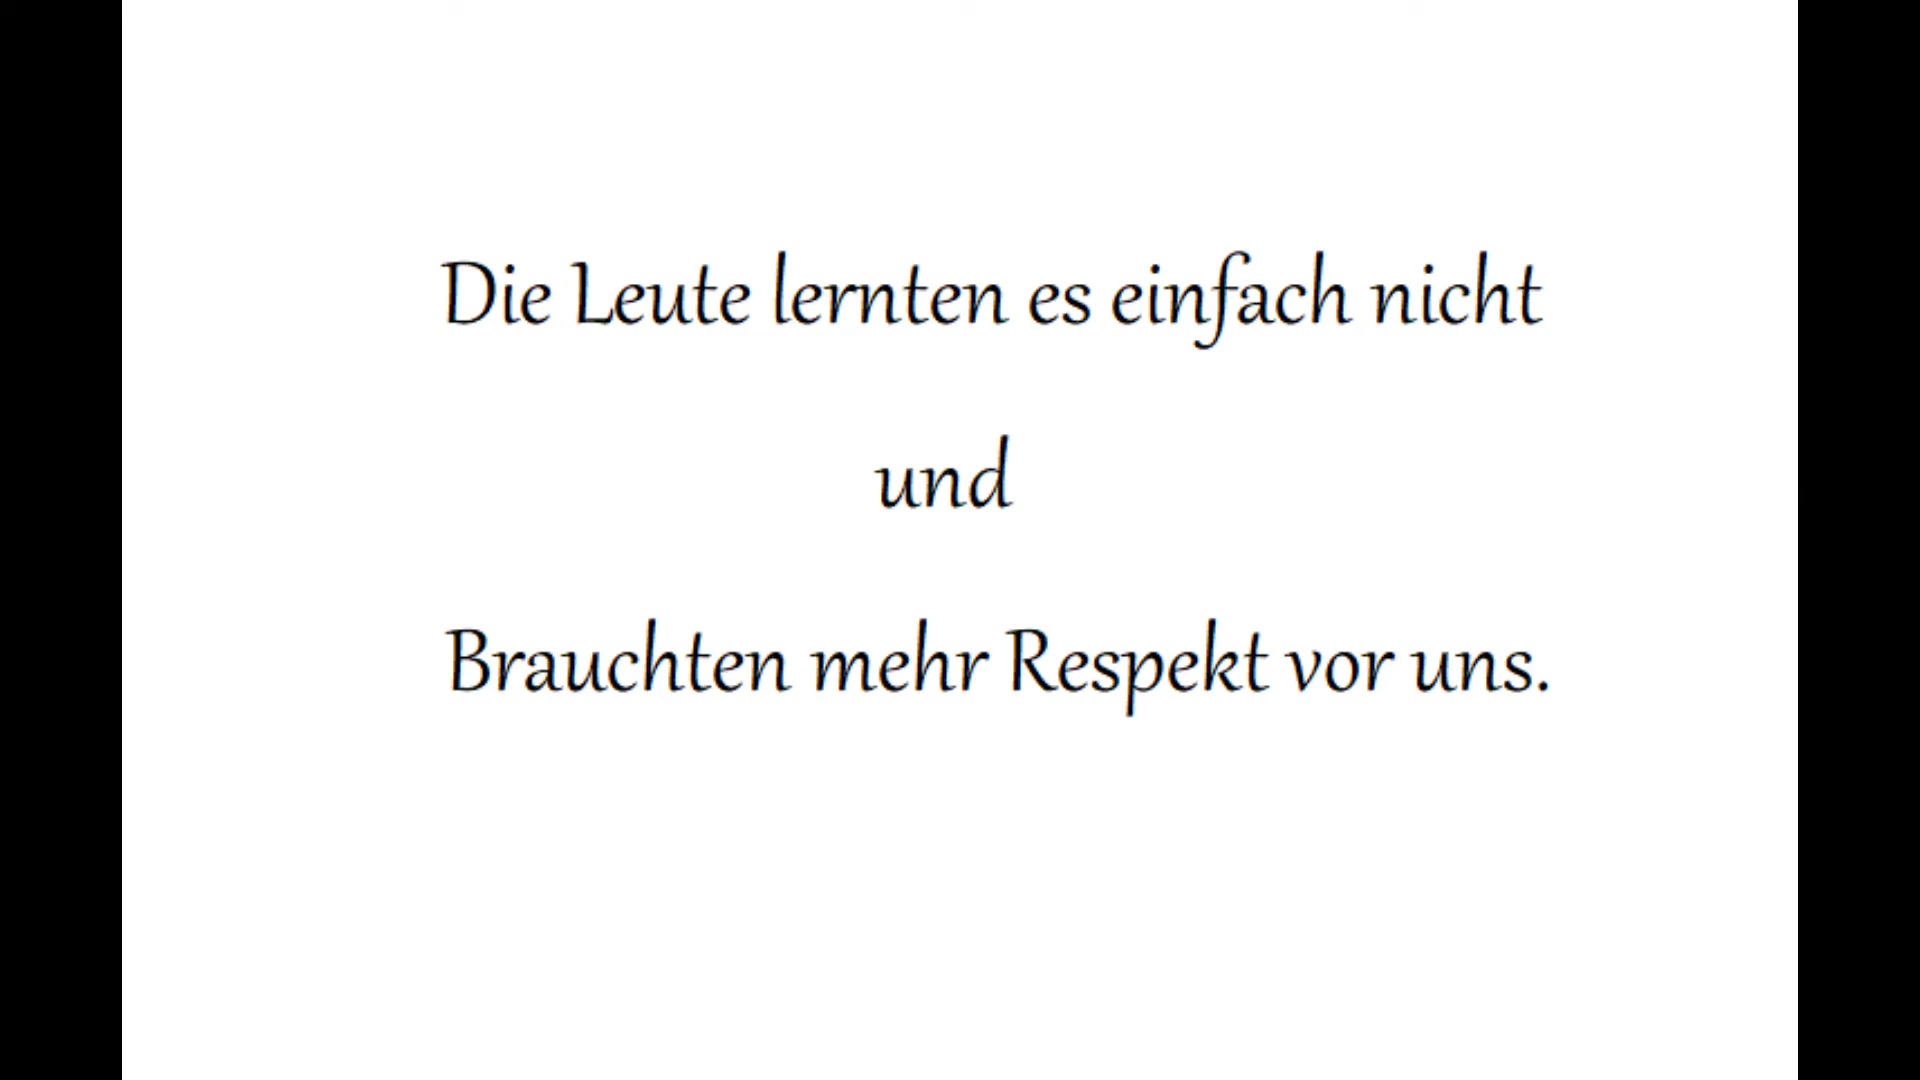 Die Leute lernten es einfach nicht
und
Brauchten mehr Respekt vor uns.